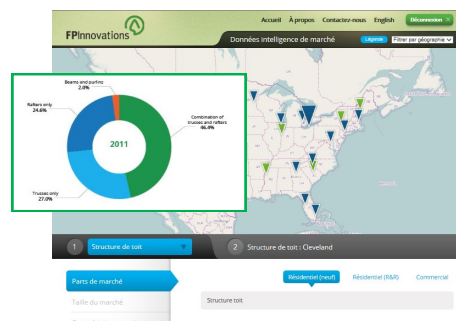 Accueil À propos Contactez-nous English Déconnexion
FPInnovations
Données intelligence de marché Légende Filtrer par géographie
Beams and purlins
2.0%
Rafters only
24.6%
Combination of
trusses and rafters
46.4%
2011
Trusses only
27.0%
1 Structure de toit
2 Structure de toit : Cleveland
Parts de marché
Résidentiel (neuf) Résidentiel (R&R) Commercial
Taille du marché
Structure toit